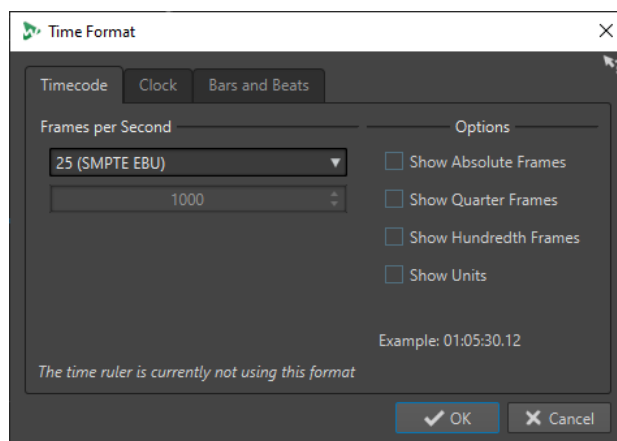 Time Format
Timecode Clock Bars and Beats
Frames per Second
25 (SMPTE EBU)
1000
Options
Show Absolute Frames
Show Quarter Frames
Show Hundredth Frames
Show Units
Example: 01:05:30.12
The time ruler is currently not using this format
OK Cancel